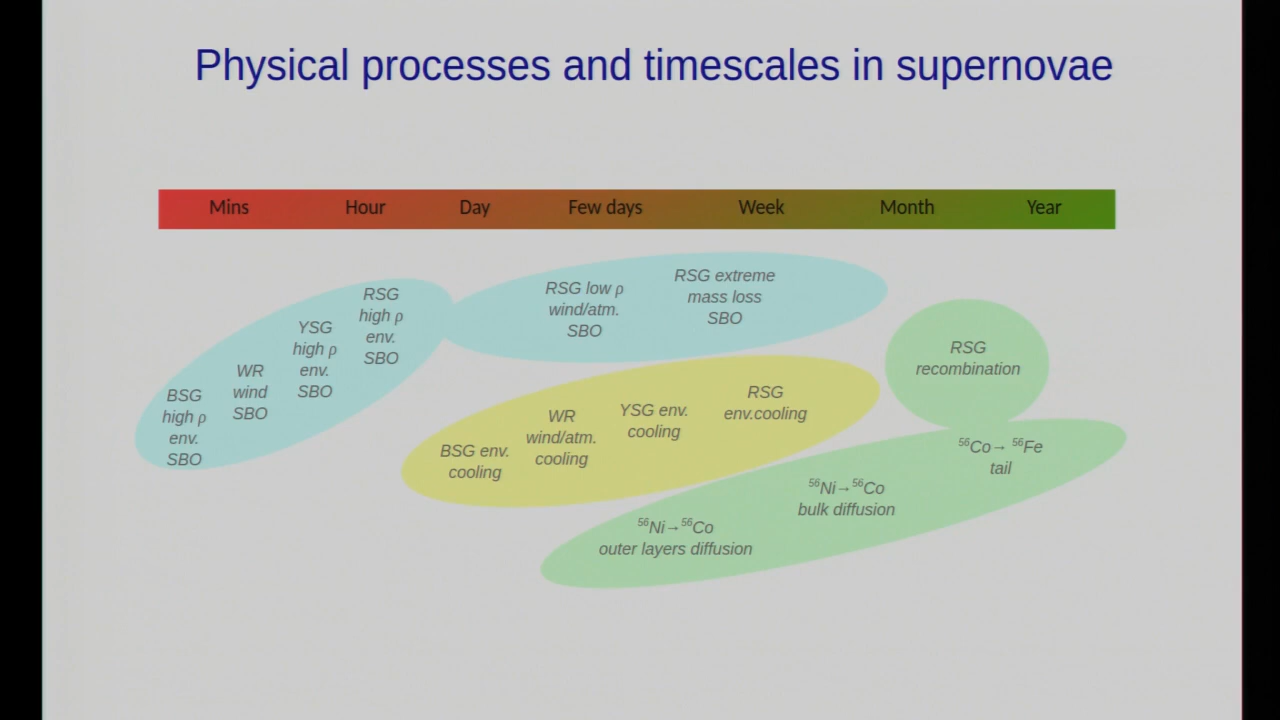 Physical processes and timescales in supernovae
Mins Hour Day Few days Week Month Year
BSG
high ρ
env.
SBO
WR
wind
SBO
YSG
high ρ
env.
SBO
RSG
high ρ
env.
SBO
RSG low ρ
wind/atm.
SBO
RSG extreme
mass loss
SBO
BSG env.
cooling
WR
wind/atm.
cooling
YSG env.
cooling
RSG
env.cooling
RSG
recombination
⁵⁶Ni→⁵⁶Co
outer layers diffusion
⁵⁶Ni→⁵⁶Co
bulk diffusion
⁵⁶Co→ ⁵⁶Fe
tail